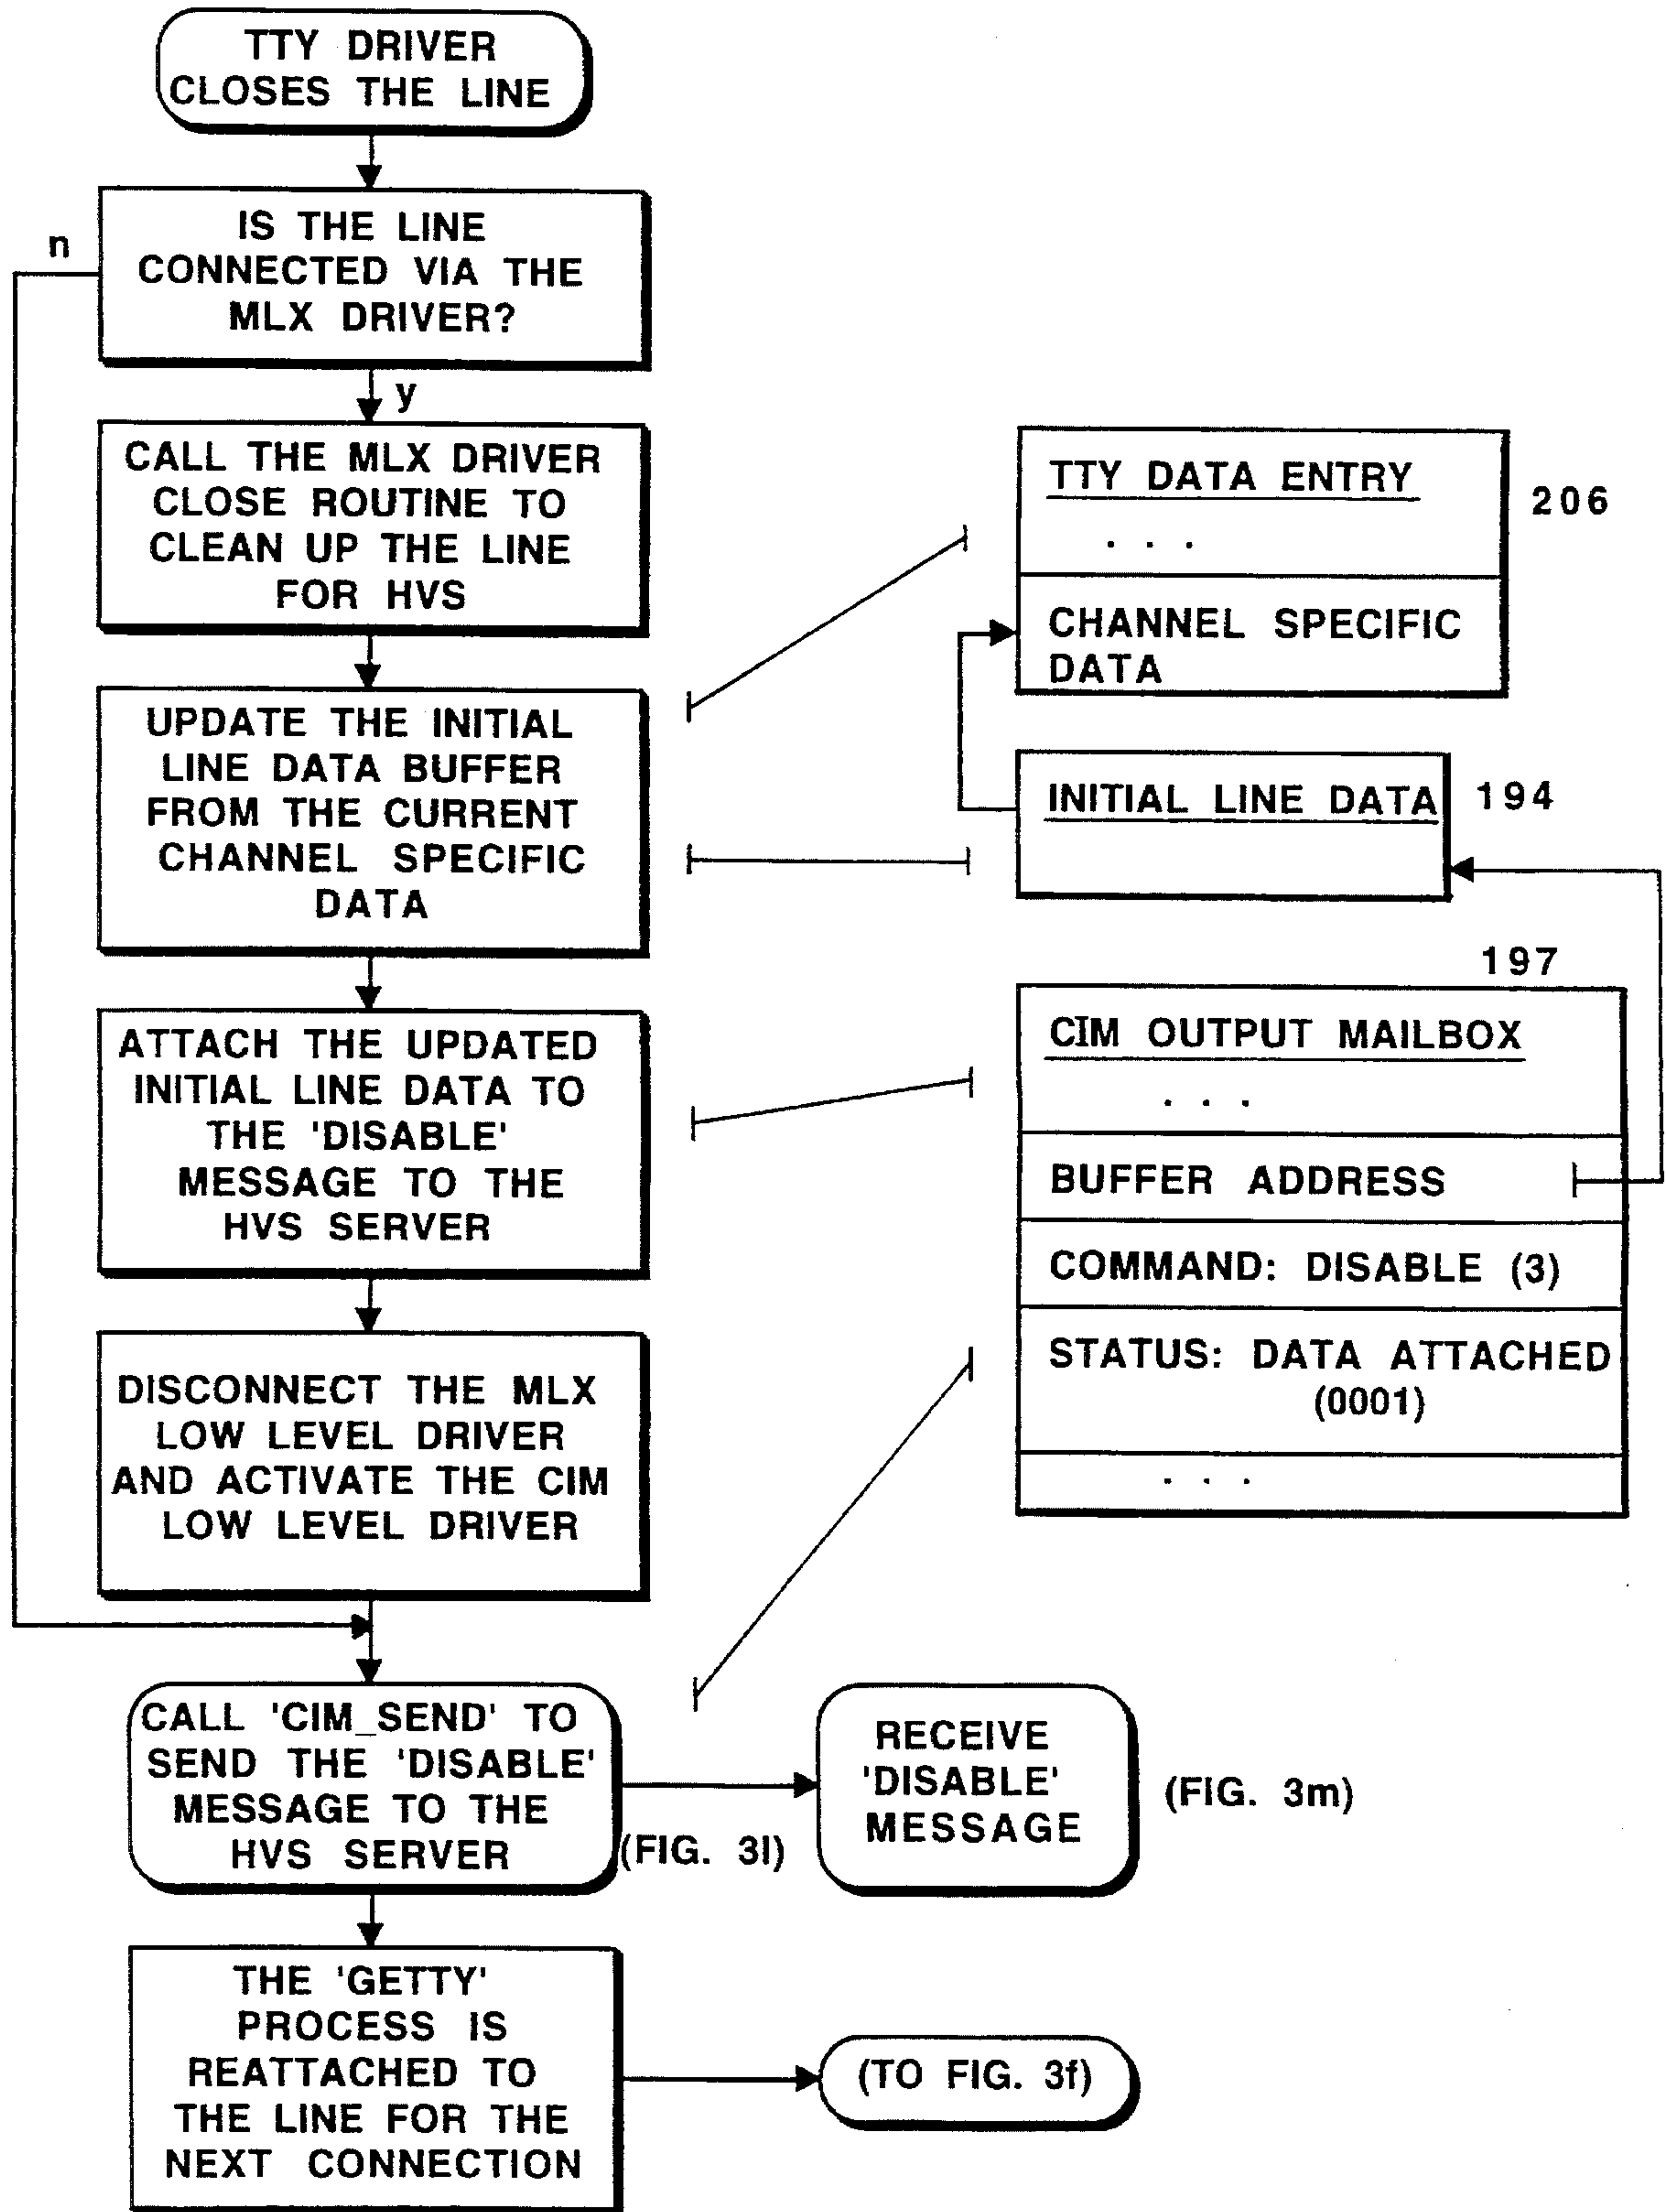 TTY DRIVER
CLOSES THE LINE
IS THE LINE
CONNECTED VIA THE
MLX DRIVER?
n
y
CALL THE MLX DRIVER
CLOSE ROUTINE TO
CLEAN UP THE LINE
FOR HVS
UPDATE THE INITIAL
LINE DATA BUFFER
FROM THE CURRENT
CHANNEL SPECIFIC
DATA
ATTACH THE UPDATED
INITIAL LINE DATA TO
THE 'DISABLE'
MESSAGE TO THE
HVS SERVER
DISCONNECT THE MLX
LOW LEVEL DRIVER
AND ACTIVATE THE CIM
LOW LEVEL DRIVER
CALL 'CIM_SEND' TO
SEND THE 'DISABLE'
MESSAGE TO THE
HVS SERVER
(FIG. 3l)
THE 'GETTY'
PROCESS IS
REATTACHED TO
THE LINE FOR THE
NEXT CONNECTION
TTY DATA ENTRY
. . .
CHANNEL SPECIFIC
DATA
206
INITIAL LINE DATA
194
197
CIM OUTPUT MAILBOX
. . .
BUFFER ADDRESS
COMMAND: DISABLE (3)
STATUS: DATA ATTACHED
(0001)
. . .
RECEIVE
'DISABLE'
MESSAGE
(FIG. 3m)
(TO FIG. 3f)